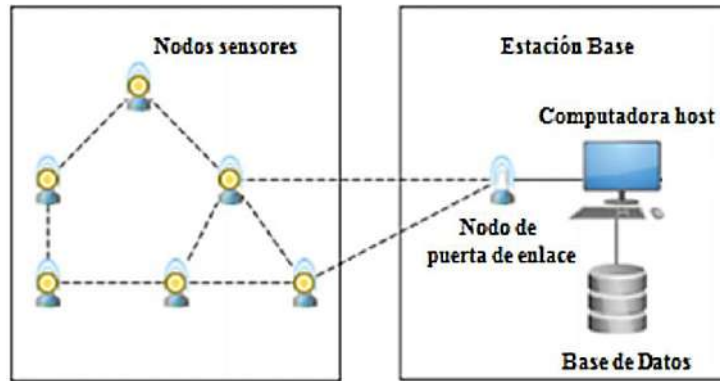 Nodos sensores
Estación Base
Computadora host
Nodo de
puerta de enlace
Base de Datos